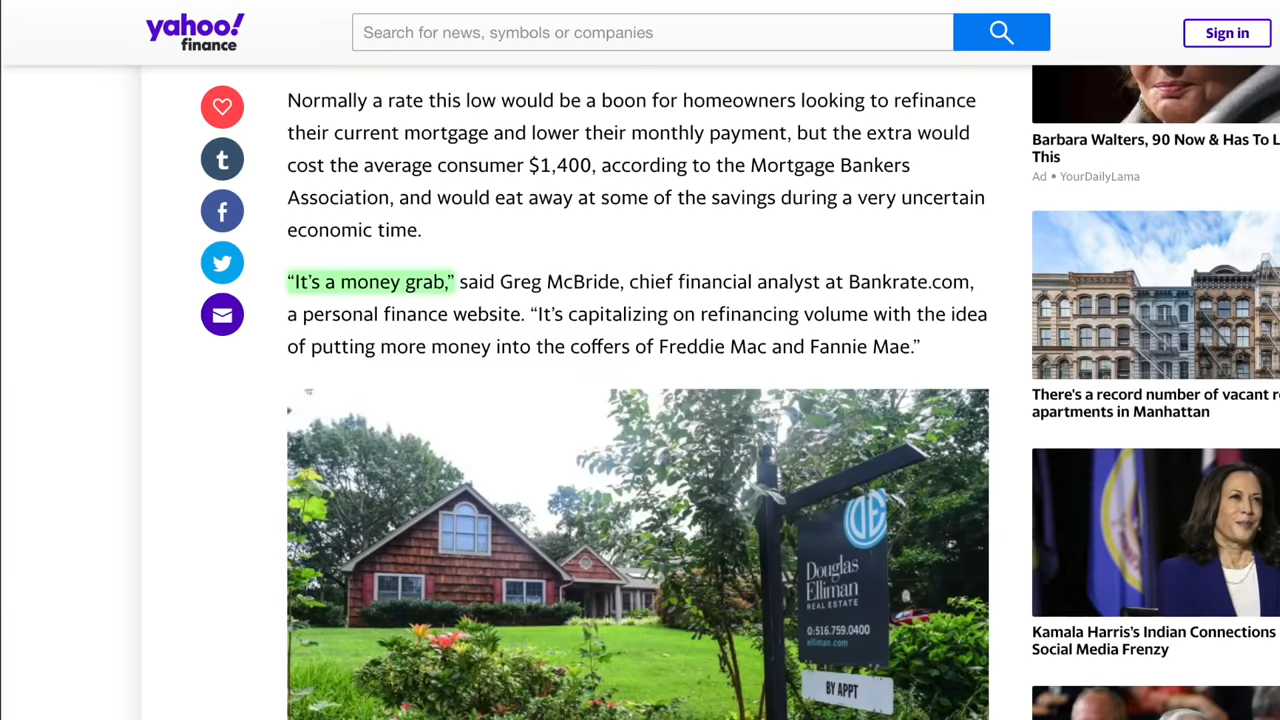 yahoo!
finance
Search for news, symbols or companies
Sign in
Normally a rate this low would be a boon for homeowners looking to refinance
their current mortgage and lower their monthly payment, but the extra would
cost the average consumer $1,400, according to the Mortgage Bankers
Association, and would eat away at some of the savings during a very uncertain
economic time.
“It’s a money grab,” said Greg McBride, chief financial analyst at Bankrate.com,
a personal finance website. “It’s capitalizing on refinancing volume with the idea
of putting more money into the coffers of Freddie Mac and Fannie Mae.”
DE
Douglas
Elliman
REAL ESTATE
O:516.759.0400
elliman.com
BY APPT
Barbara Walters, 90 Now & Has To L
This
Ad • YourDailyLama
There's a record number of vacant r
apartments in Manhattan
Kamala Harris’s Indian Connections
Social Media Frenzy